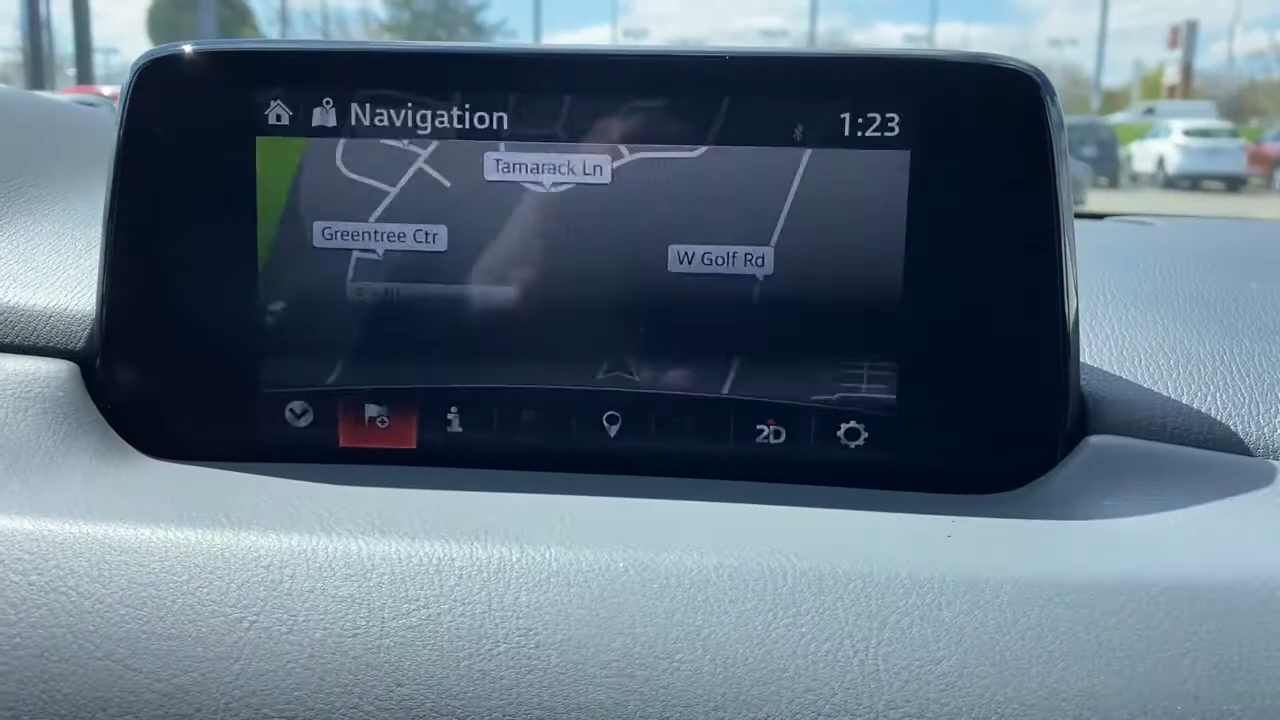 Navigation
1:23
Tamarack Ln
Greentree Ctr
W Golf Rd
2D